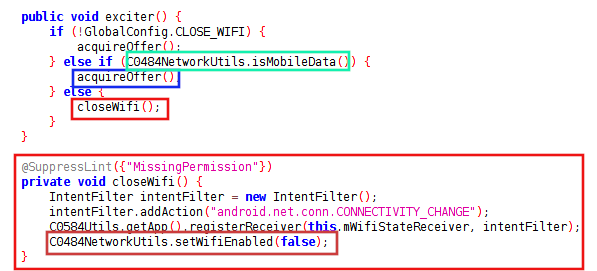 public void exciter() {
if (!GlobalConfig.CLOSE_WIFI) {
acquireOffer();
} else if (C0484NetworkUtils.isMobileData()) {
acquireOffer();
} else {
closeWifi();
}
}
@SuppressLint({"MissingPermission"})
private void closeWifi() {
IntentFilter intentFilter = new IntentFilter();
intentFilter.addAction("android.net.conn.CONNECTIVITY_CHANGE");
C0584Utils.getApp().registerReceiver(this.mWifiStateReceiver, intentFilter);
C0484NetworkUtils.setWifiEnabled(false);
}